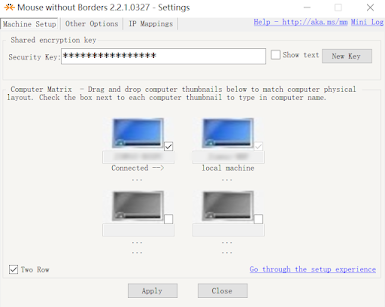 Mouse without Borders 2.2.1.0327 - Settings
Machine Setup Other Options IP Mappings Help - http://aka.ms/mm Mini Log
Shared encryption key
Security Key: **************** Show text New Key
Computer Matrix - Drag and drop computer thumbnails below to match computer physical
layout. Check the box next to each computer thumbnail to type in computer name.
Connected --> local machine
... ...
... ...
... ...
Two Row Go through the setup experience
Apply Close